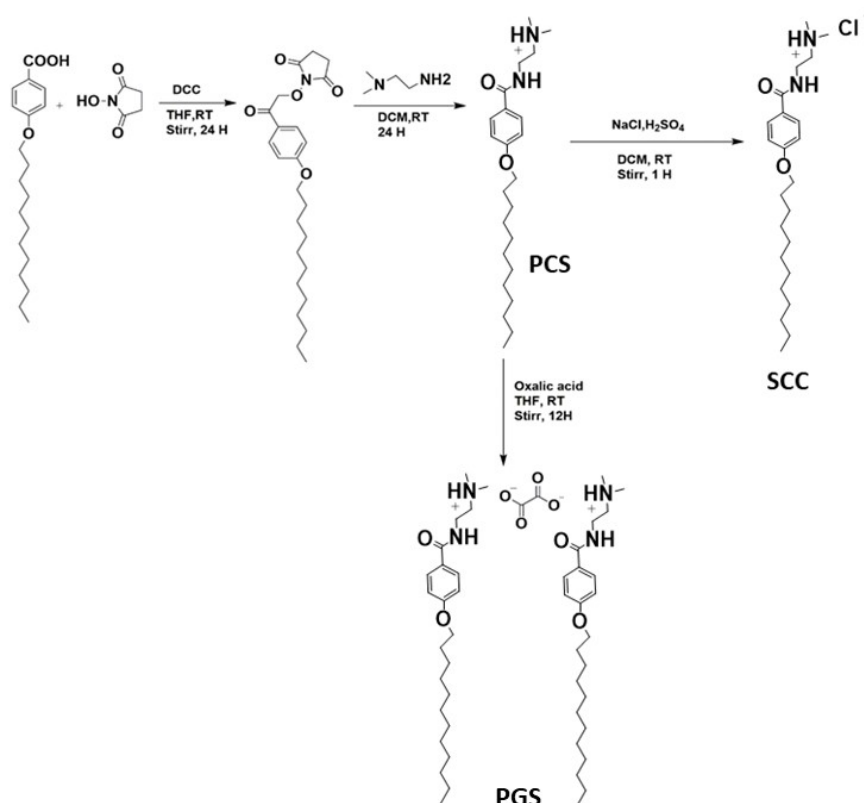 COOH
+
HO-N
O
O
O
DCC
THF,RT
Stirr, 24 H
O
N
O
O
O
O
N
NH2
DCM,RT
24 H
HN
+
O
NH
O
PCS
NaCl,H₂SO₄
DCM, RT
Stirr, 1 H
HN
Cl
+
O
NH
O
SCC
Oxalic acid
THF, RT
Stirr, 12H
HN
+
O
NH
O
O⁻
O
O
O⁻
HN
+
O
NH
O
PGS